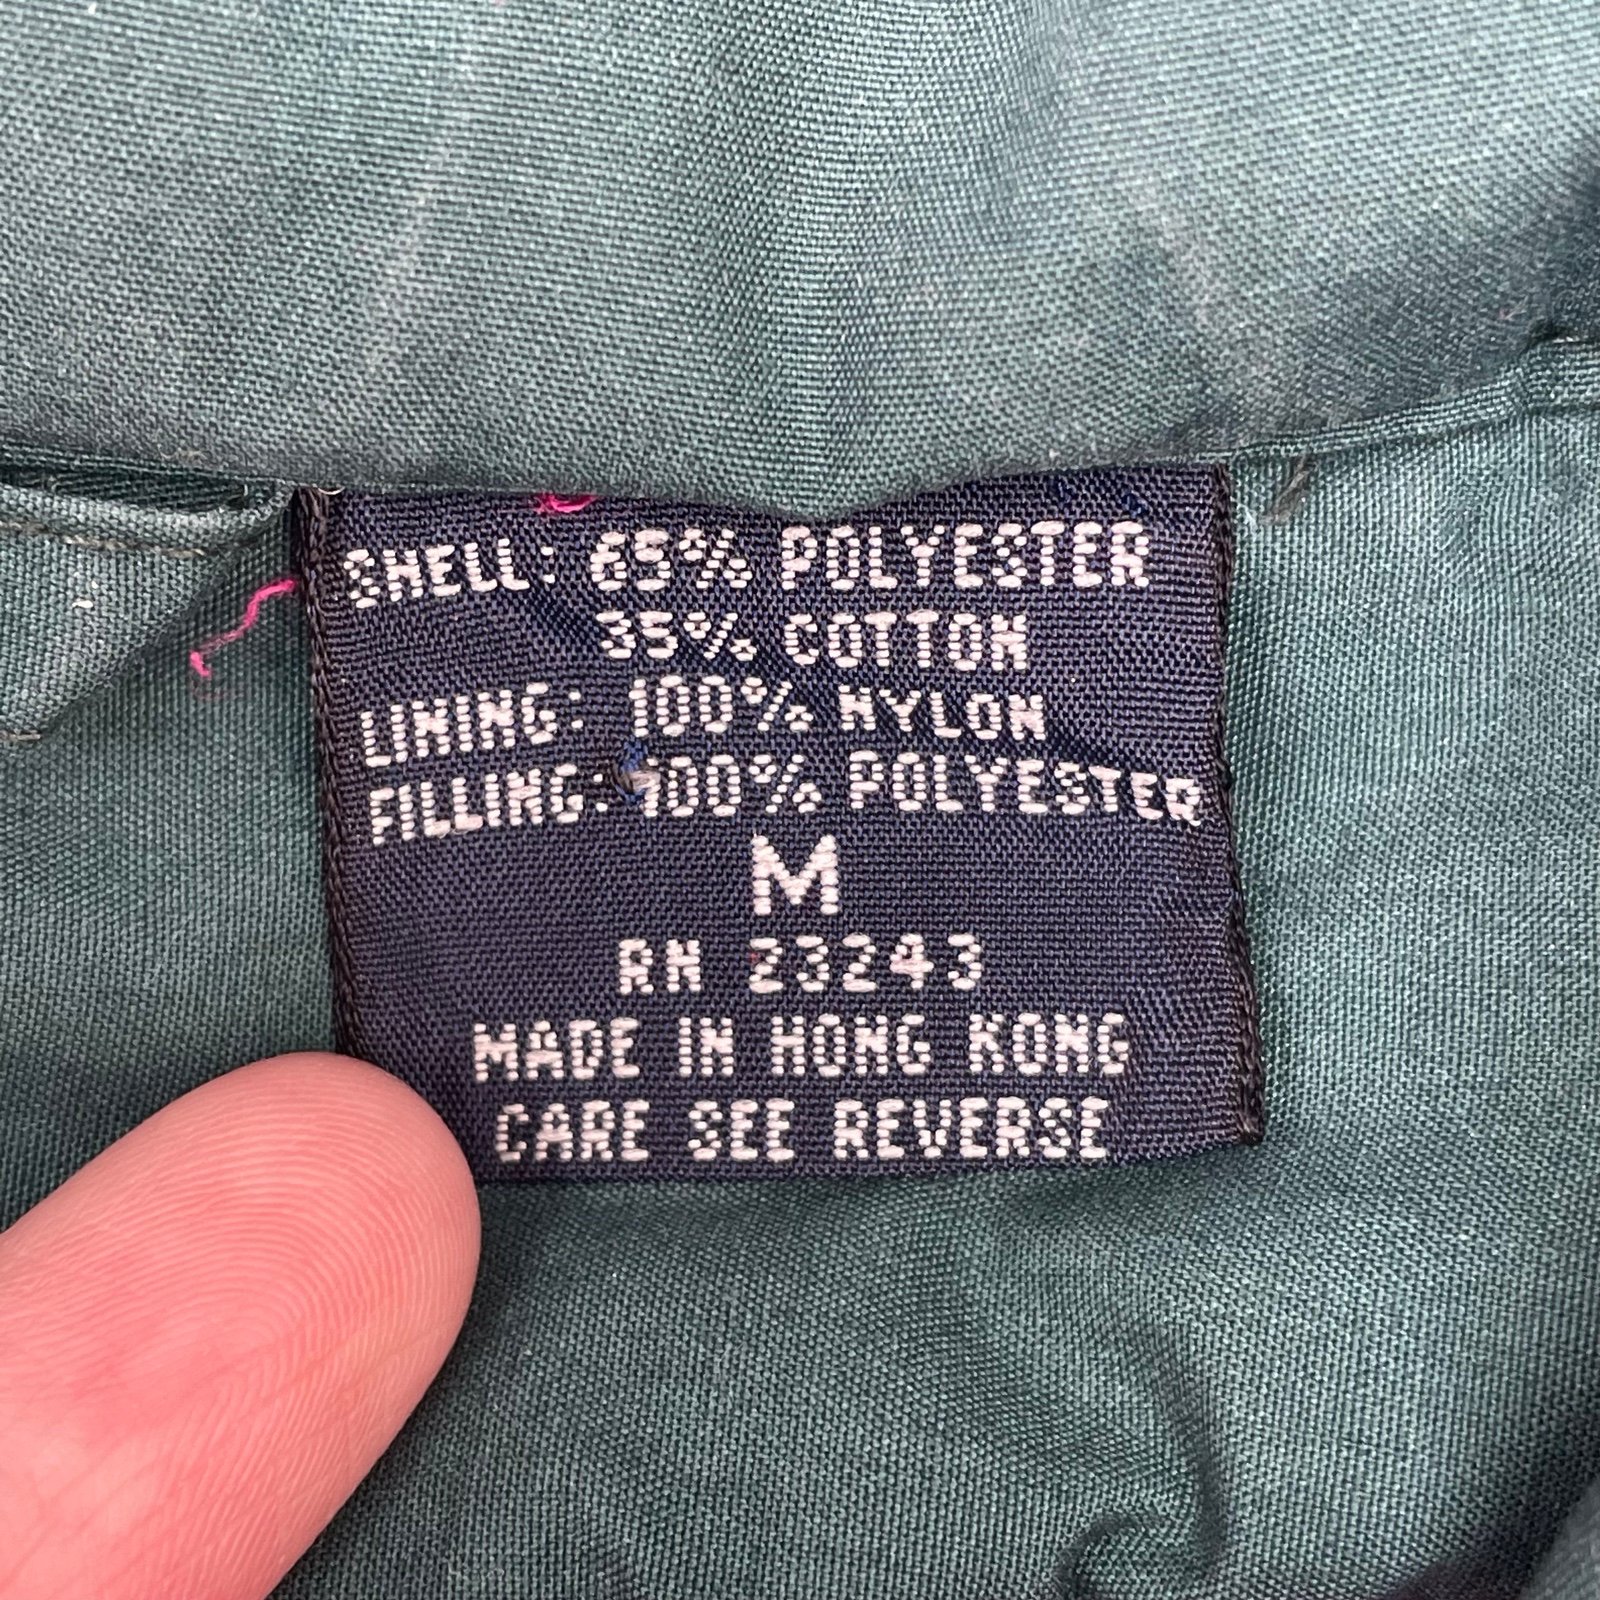 SHELL: 65% POLYESTER
35% COTTON
LINING: 100% NYLON
FILLING: 100% POLYESTER
M
RN 23243
MADE IN HONG KONG
CARE SEE REVERSE